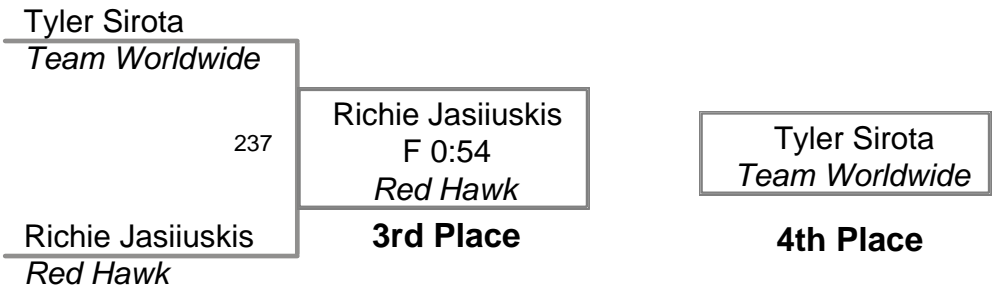 Tyler Sirota
Team Worldwide
237
Richie Jasiiuskis
Red Hawk
Richie Jasiiuskis
F 0:54
Red Hawk
3rd Place
Tyler Sirota
Team Worldwide
4th Place